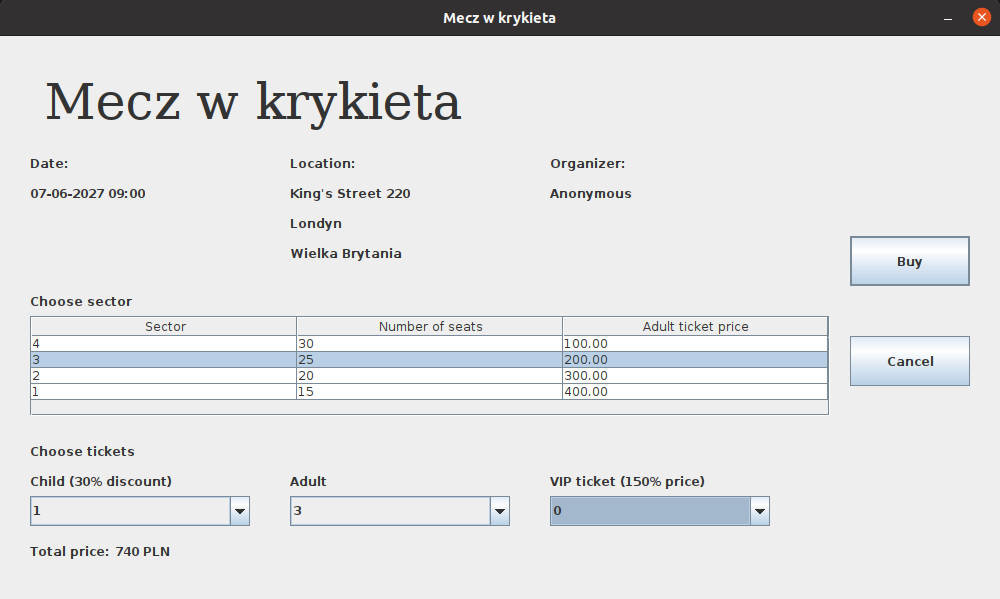 Mecz w krykieta
Mecz w krykieta
Date: Location: Organizer:
07-06-2027 09:00 King's Street 220 Anonymous
Londyn
Wielka Brytania
Buy
Choose sector
Sector Number of seats Adult ticket price
4 30 100.00
3 25 200.00
2 20 300.00
1 15 400.00
Cancel
Choose tickets
Child (30% discount) Adult VIP ticket (150% price)
1 3 0
Total price: 740 PLN